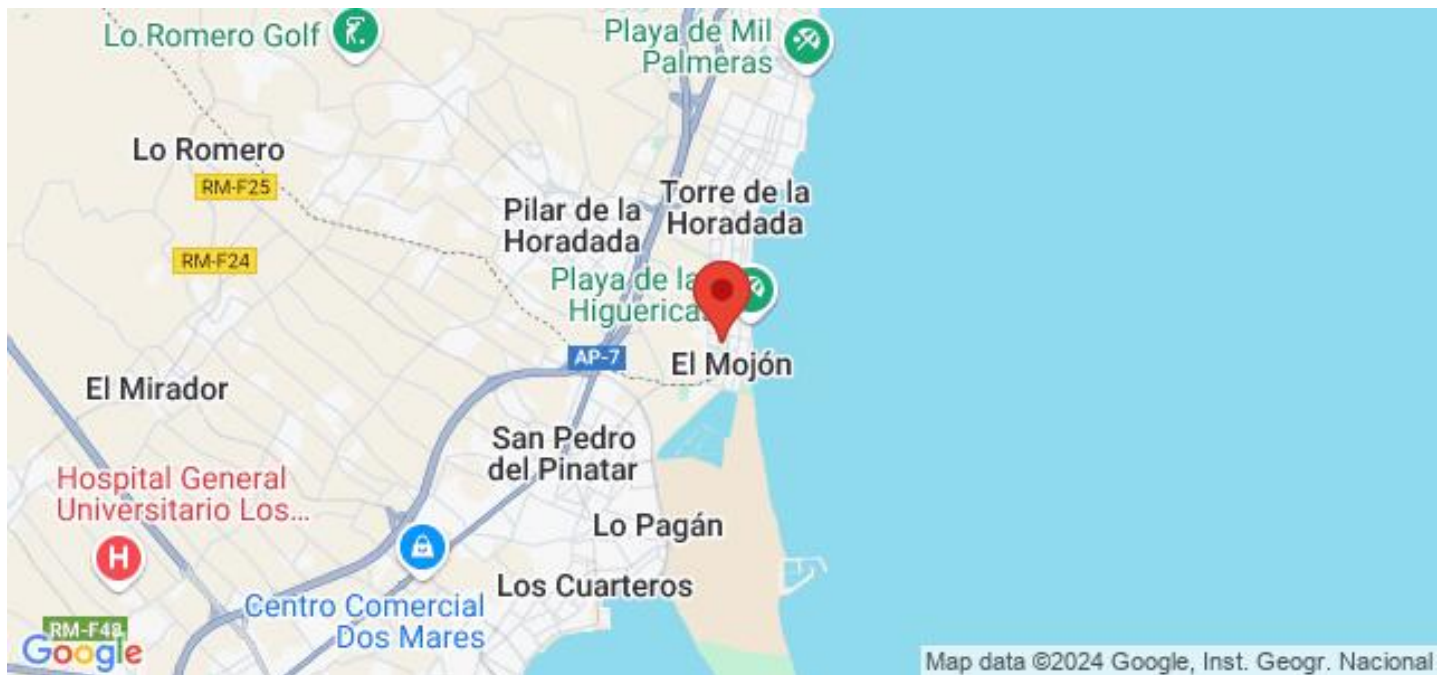 Lo Romero Golf
Playa de Mil
Palmeras
Lo Romero
RM-F25
Torre de la
Horadada
Pilar de la
Horadada
RM-F24
Playa de la
Higuerica
AP-7
El Mojón
El Mirador
San Pedro
del Pinatar
Hospital General
Universitario Los...
H
Lo Pagán
Los Cuarteros
Centro Comercial
Dos Mares
RM-F48
Google
Map data ©2024 Google, Inst. Geogr. Nacional